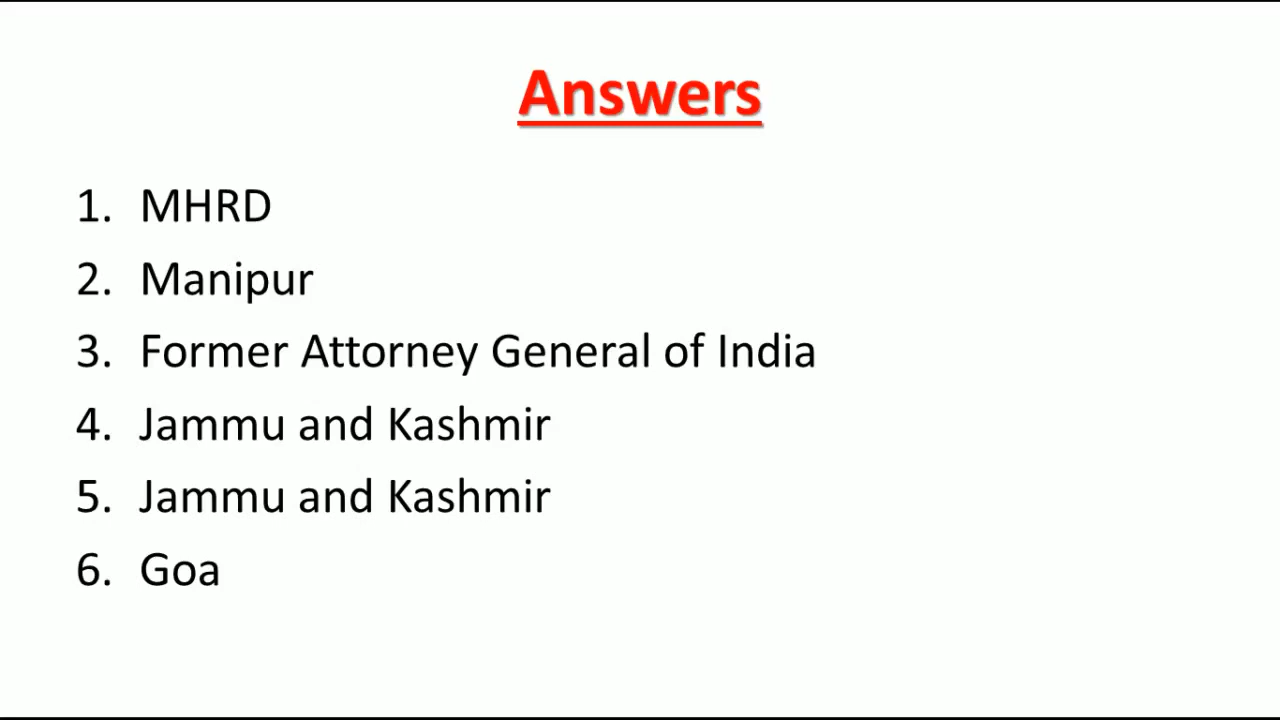 Answers
1. MHRD
2. Manipur
3. Former Attorney General of India
4. Jammu and Kashmir
5. Jammu and Kashmir
6. Goa